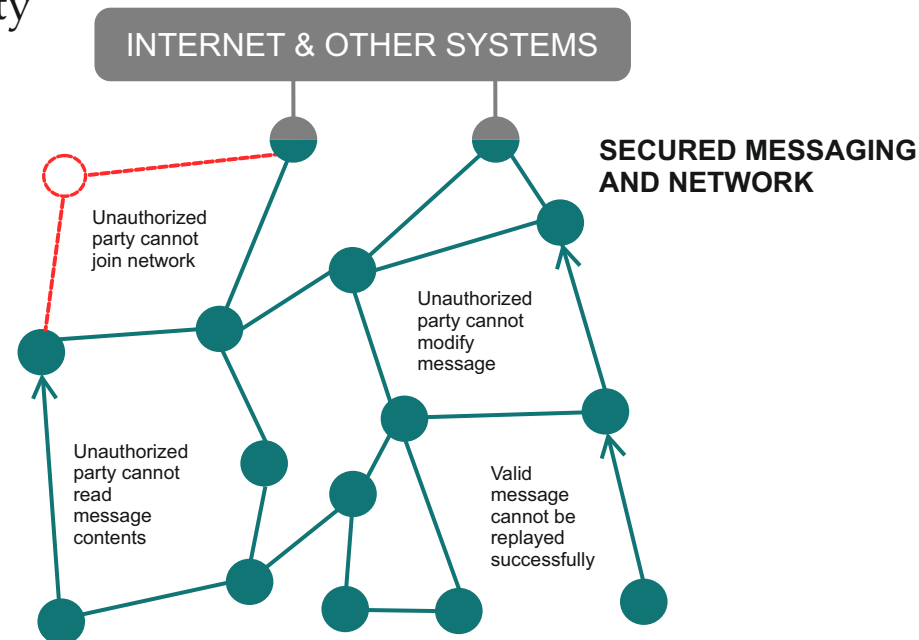 ty
INTERNET & OTHER SYSTEMS
SECURED MESSAGING
AND NETWORK
Unauthorized
party cannot
join network
Unauthorized
party cannot
modify
message
Unauthorized
party cannot
read
message
contents
Valid
message
cannot be
replayed
successfully